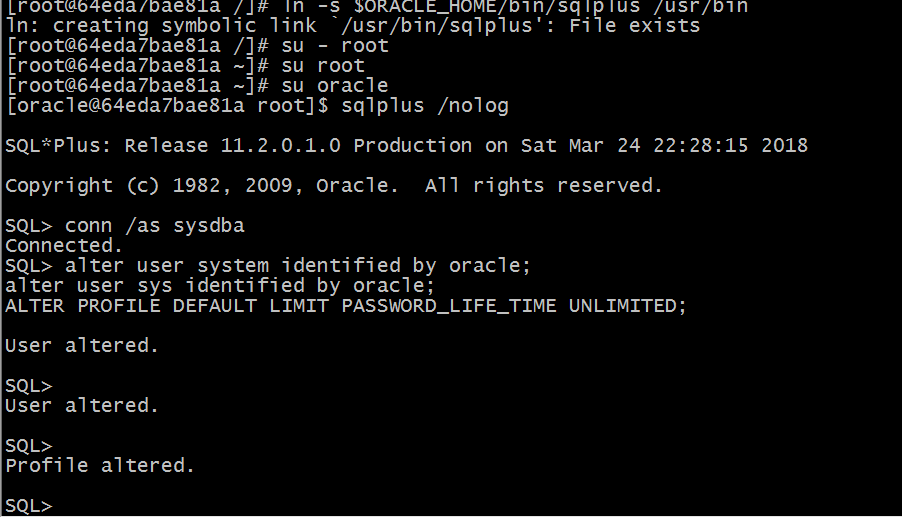 [root@64eda7bae81a /]# ln -s $ORACLE_HOME/bin/sqlplus /usr/bin
ln: creating symbolic link `/usr/bin/sqlplus': File exists
[root@64eda7bae81a /]# su - root
[root@64eda7bae81a ~]# su root
[root@64eda7bae81a ~]# su oracle
[oracle@64eda7bae81a root]$ sqlplus /nolog
SQL*Plus: Release 11.2.0.1.0 Production on Sat Mar 24 22:28:15 2018
Copyright (c) 1982, 2009, Oracle.  All rights reserved.
SQL> conn /as sysdba
Connected.
SQL> alter user system identified by oracle;
alter user sys identified by oracle;
ALTER PROFILE DEFAULT LIMIT PASSWORD_LIFE_TIME UNLIMITED;
User altered.
SQL>
User altered.
SQL>
Profile altered.
SQL>